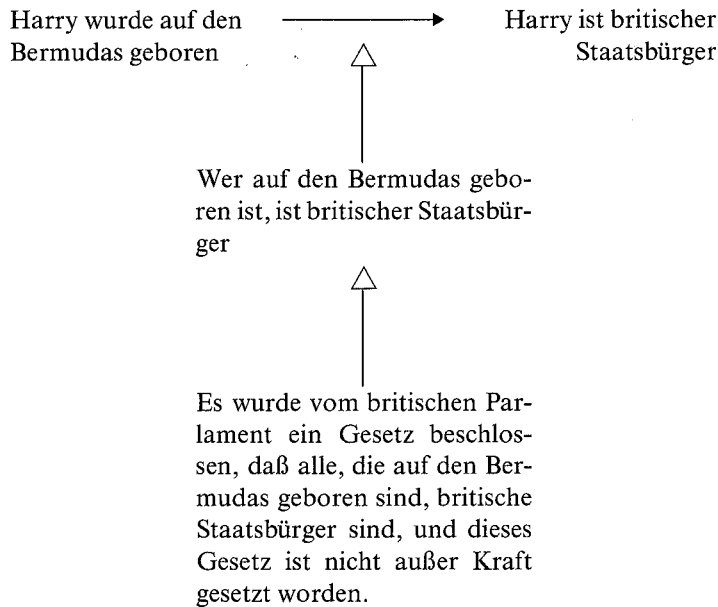 Harry wurde auf den
Bermudas geboren
Harry ist britischer
Staatsbürger
Wer auf den Bermudas gebo-
ren ist, ist britischer Staatsbür-
ger
Es wurde vom britischen Par-
lament ein Gesetz beschlos-
sen, daß alle, die auf den Ber-
mudas geboren sind, britische
Staatsbürger sind, und dieses
Gesetz ist nicht außer Kraft
gesetzt worden.